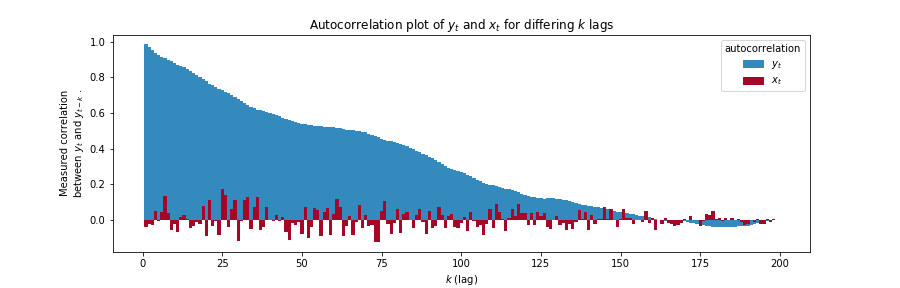 Autocorrelation plot of $y_t$ and $x_t$ for differing $k$ lags
Measured correlation
between $y_t$ and $y_{t-k}$ .
1.0
0.8
0.6
0.4
0.2
0.0
autocorrelation
$y_t$
$x_t$
0 25 50 75 100 125 150 175 200
$k$ (lag)